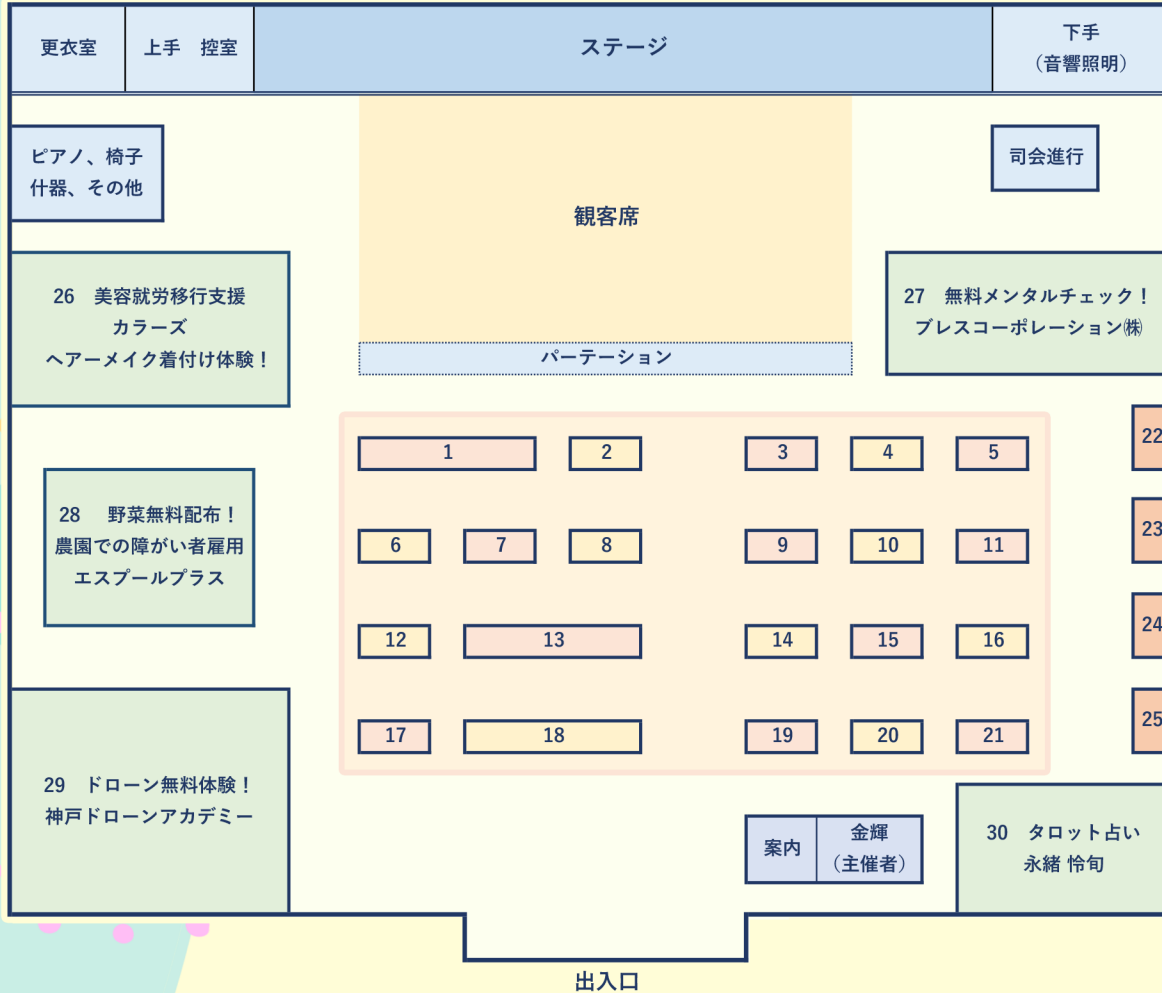 更衣室
上手　控室
ステージ
下手
（音響照明）
ピアノ、椅子
什器、その他
司会進行
観客席
26　美容就労移行支援
カラーズ
ヘアーメイク着付け体験！
27　無料メンタルチェック！
ブレスコーポレーション㈱
パーテーション
1
2
3
4
5
22
28　野菜無料配布！
農園での障がい者雇用
エスプールプラス
6
7
8
9
10
11
23
12
13
14
15
16
24
17
18
19
20
21
25
29　ドローン無料体験！
神戸ドローンアカデミー
案内
金輝
（主催者）
30　タロット占い
永緒 怜旬
出入口